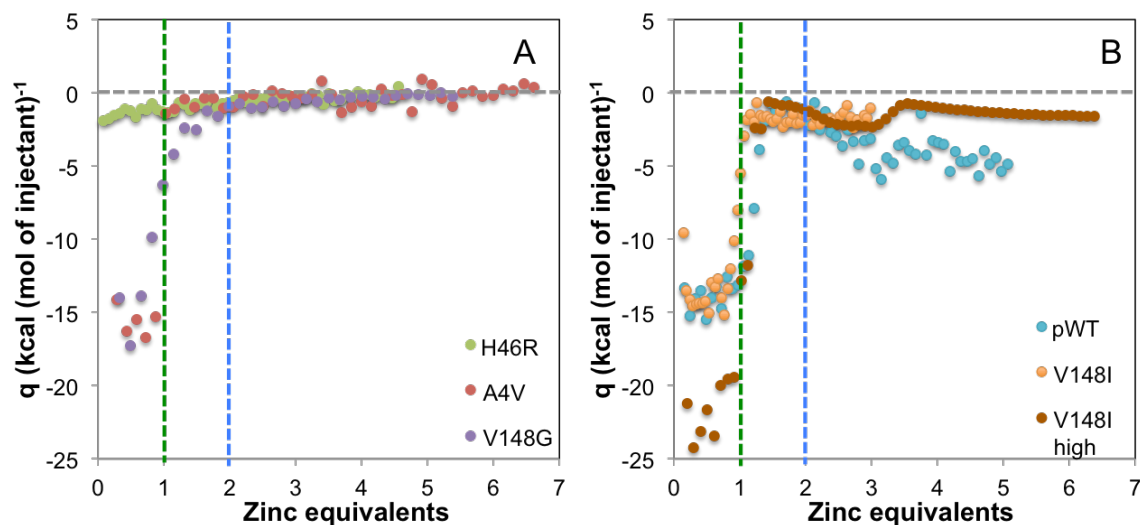 A
q (kcal (mol of injectant)⁻¹
5
0
-5
-10
-15
-20
-25
0 1 2 3 4 5 6 7
Zinc equivalents
H46R
A4V
V148G
B
q (kcal (mol of injectant)⁻¹
5
0
-5
-10
-15
-20
-25
0 1 2 3 4 5 6 7
Zinc equivalents
pWT
V148I
V148I
high